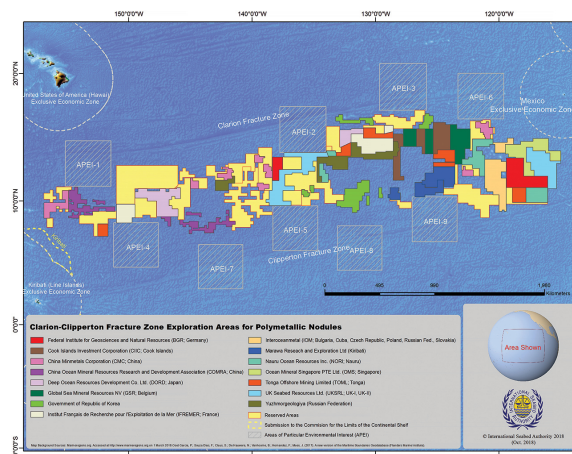 150°0'0"W
140°0'0"W
130°0'0"W
120°0'0"W
20°0'0"N
10°0'0"N
0°0'0"
United States of America (Hawaii)
Exclusive Economic Zone
Mexico
Exclusive Economic Zone
Clarion Fracture Zone
APEI-1
APEI-2
APEI-3
APEI-6
APEI-4
APEI-5
APEI-9
APEI-7
APEI-8
Clipperton Fracture Zone
Kiribati
Kiribati (Line Islands)
Exclusive Economic Zone
0
495
990
1,980
Kilometers
Clarion-Clipperton Fracture Zone Exploration Areas for Polymetallic Nodules
Federal Institute for Geosciences and Natural Resources (BGR; Germany)
Cook Islands Investment Corporation (CIIC; Cook Islands)
China Minmetals Corporation (CMC; China)
China Ocean Mineral Resources Research and Development Association (COMRA; China)
Deep Ocean Resources Development Co. Ltd. (DORD; Japan)
Global Sea Mineral Resources NV (GSR; Belgium)
Government of Republic of Korea
Institut Français de Recherche pour l'Exploitation de la Mer (IFREMER; France)
Interoceanmetal (IOM; Bulgaria, Cuba, Czech Republic, Poland, Russian Fed., Slovakia)
Marawa Research and Exploration Ltd (Kiribati)
Nauru Ocean Resources Inc. (NORI; Nauru)
Ocean Mineral Singapore PTE Ltd. (OMS; Singapore)
Tonga Offshore Mining Limited (TOML; Tonga)
UK Seabed Resources Ltd. (UKSRL; UK-I, UK-II)
Yuzhmorgeologiya (Russian Federation)
Reserved Areas
Submission to the Commission for the Limits of the Continental Shelf
Areas of Particular Environmental Interest (APEI)
Area Shown
© International Seabed Authority 2018
(Oct. 2018)